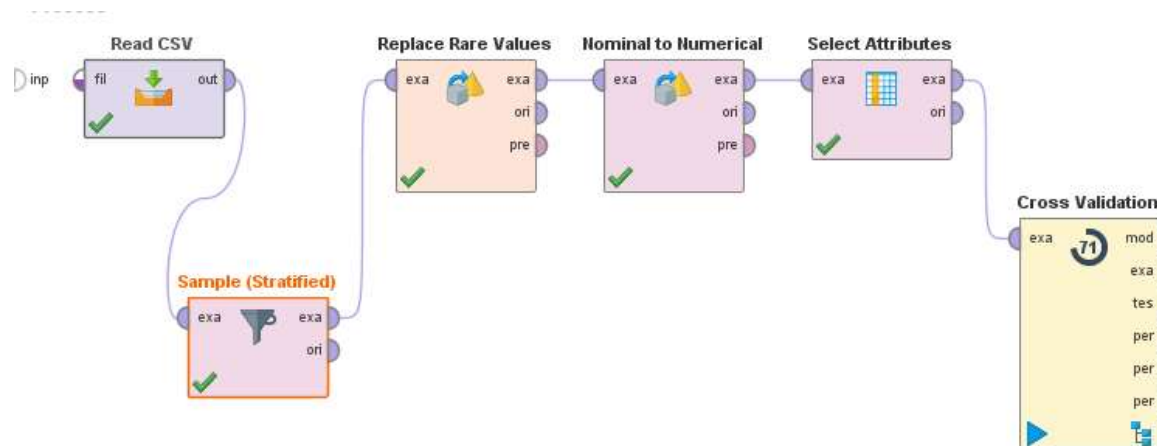 Read CSV
inp
fil
out
Replace Rare Values
exa
exa
ori
pre
Nominal to Numerical
exa
exa
ori
pre
Select Attributes
exa
exa
ori
Sample (Stratified)
exa
exa
ori
Cross Validation
exa
71
mod
exa
tes
per
per
per